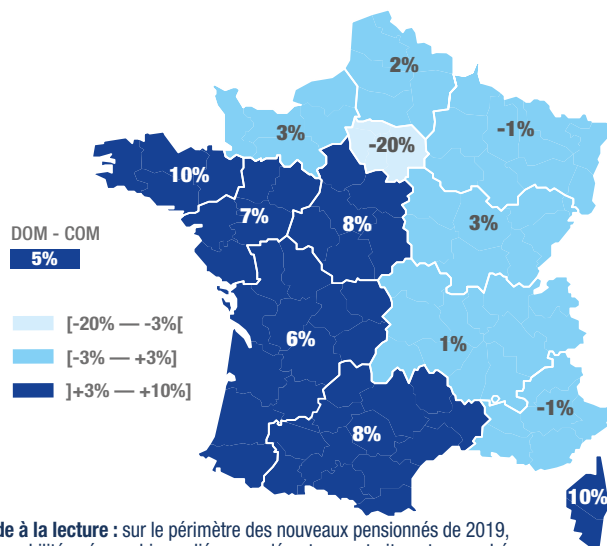 2%
-1%
3%
-20%
10%
7%
8%
3%
DOM - COM
5%
[-20% — -3%[
[-3% — +3%]
]+3% — +10%]
6%
1%
-1%
8%
10%
à la lecture : sur le périmètre des nouveaux pensionnés de 2019,